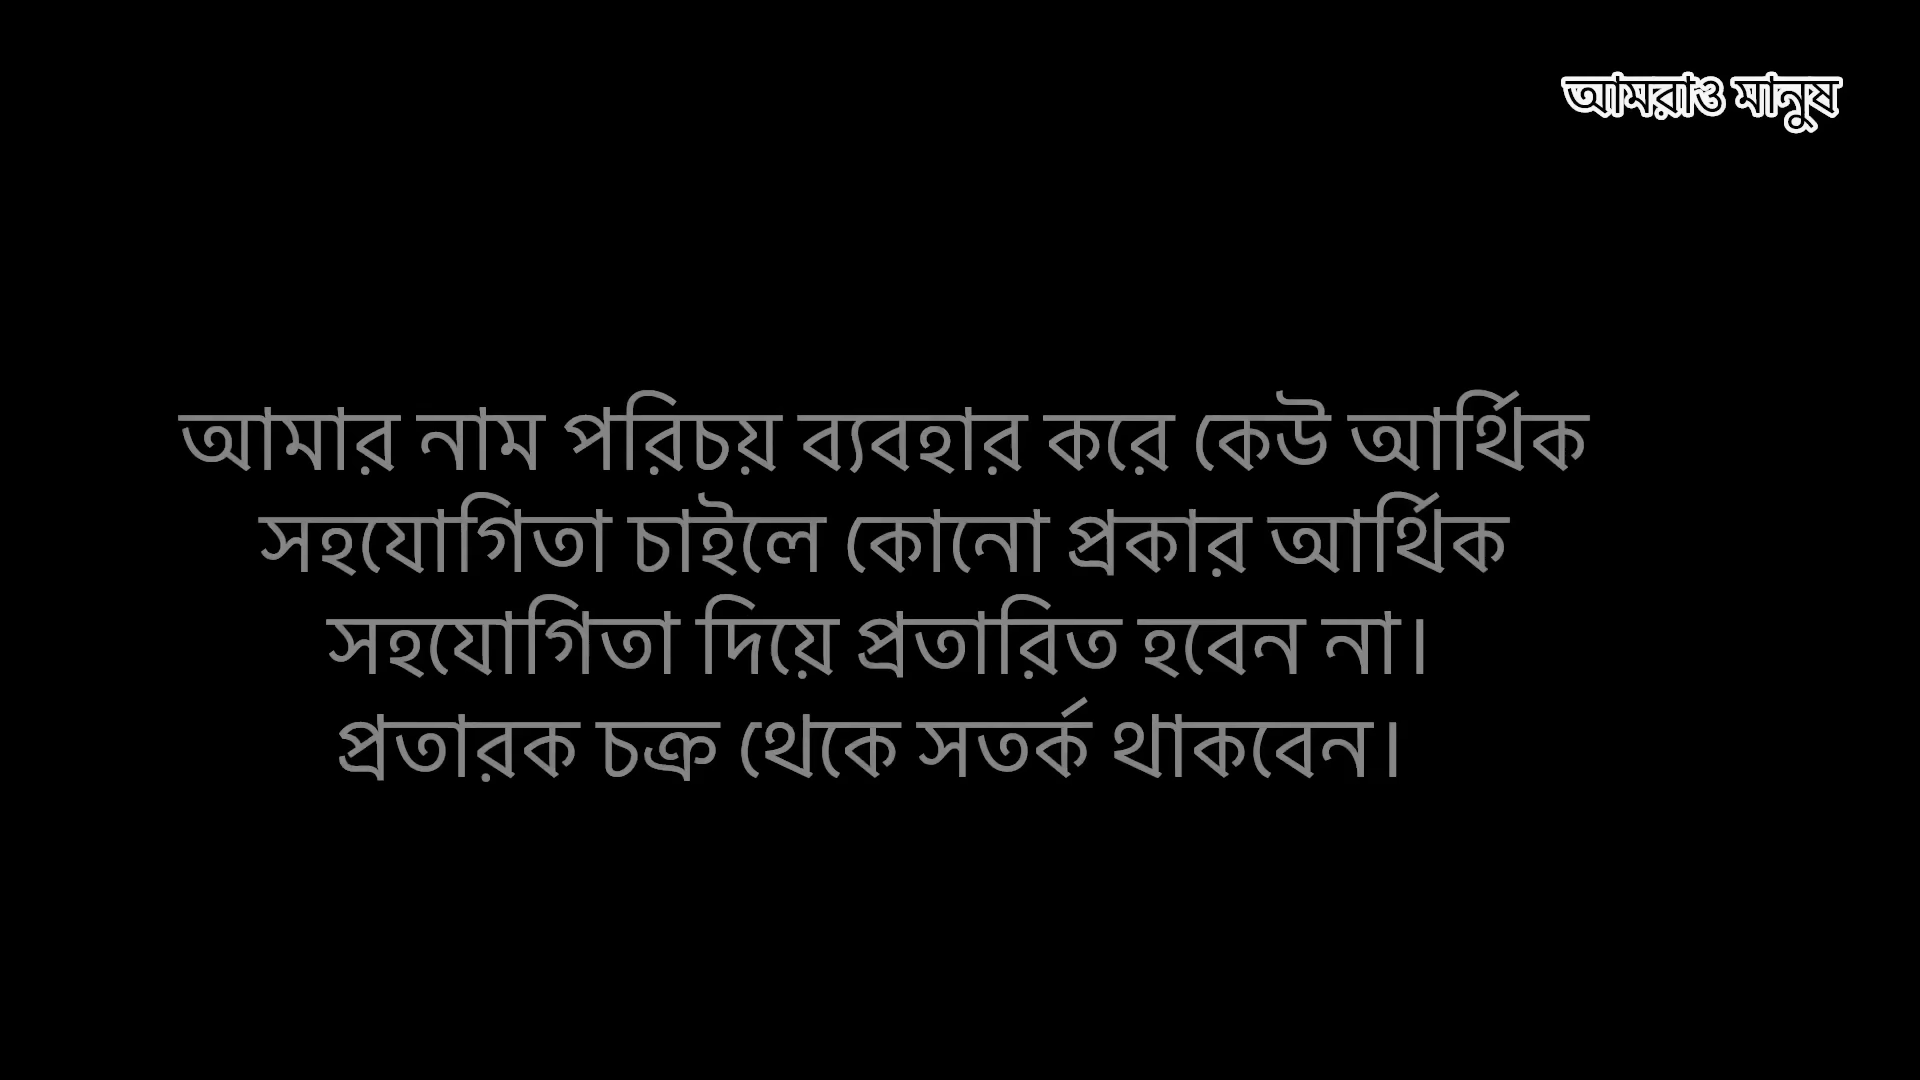 আমরাও মানুষ
আমার নাম পরিচয় ব্যবহার করে কেউ আর্থিক
সহযোগিতা চাইলে কোনো প্রকার আর্থিক
সহযোগিতা দিয়ে প্রতারিত হবেন না।
প্রতারক চক্র থেকে সতর্ক থাকবেন।